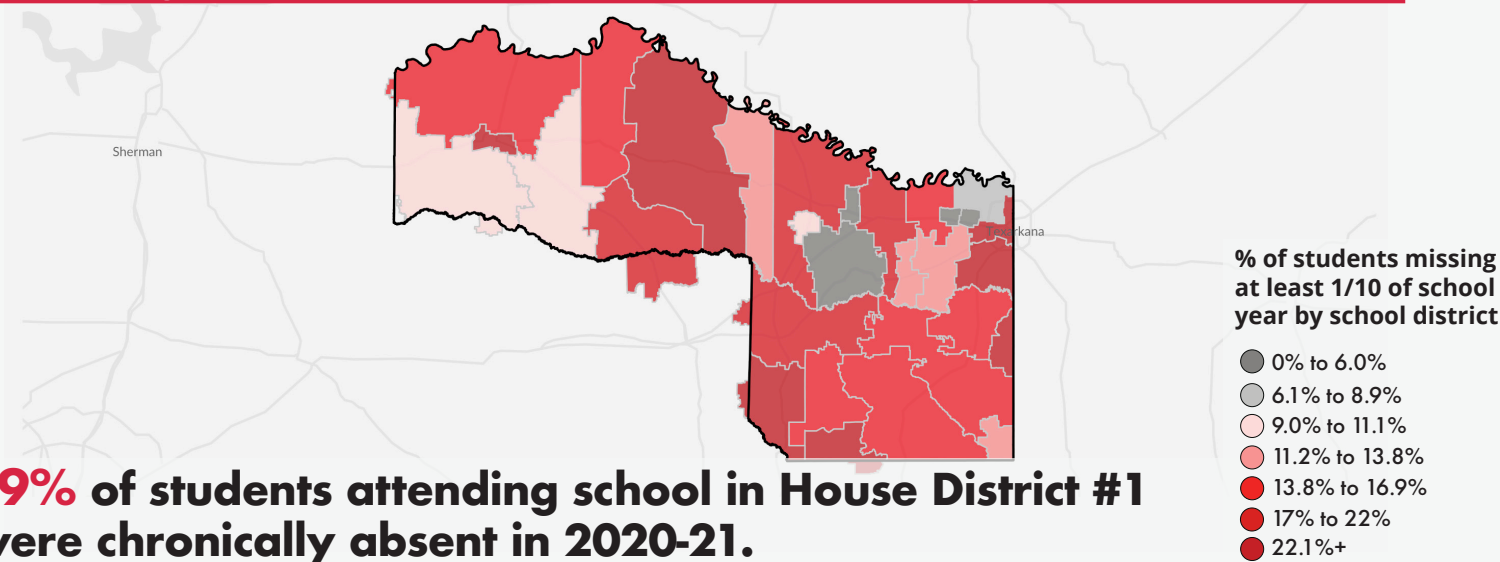 Sherman
Texarkana
% of students missing
at least 1/10 of school
year by school district
0% to 6.0%
6.1% to 8.9%
9.0% to 11.1%
11.2% to 13.8%
13.8% to 16.9%
17% to 22%
22.1%+
9% of students attending school in House District #1
were chronically absent in 2020-21.